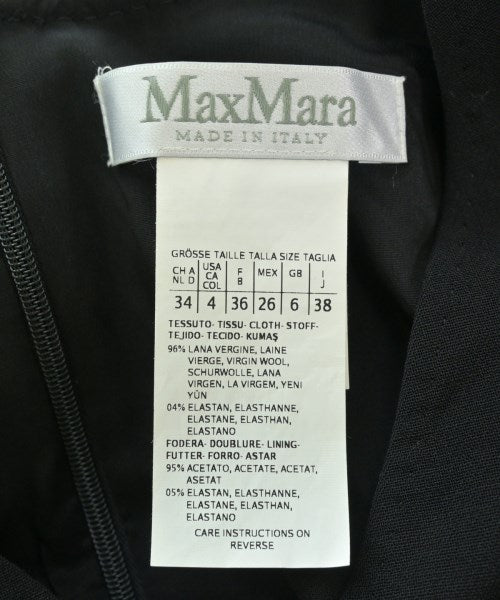 MaxMara
MADE IN ITALY
GRÖSSE TAILLE TALLA SIZE TAGLIA
CH A NL D USA CA COL F B MEX GB I J
34 4 36 26 6 38
TESSUTO- TISSU- CLOTH- STOFF-
TEJIDO- TECIDO- KUMAŞ
96% LANA VERGINE, LAINE
VIERGE, VIRGIN WOOL,
SCHURWOLLE, LANA
VIRGEN, LA VIRGEM, YENI
YÜN
04% ELASTAN, ELASTHANNE,
ELASTANE, ELASTHAN,
ELASTANO
FODERA- DOUBLURE- LINING-
FUTTER- FORRO- ASTAR
95% ACETATO, ACETATE, ACETAT,
ASETAT
05% ELASTAN, ELASTHANNE,
ELASTANE, ELASTHAN,
ELASTANO
CARE INSTRUCTIONS ON
REVERSE